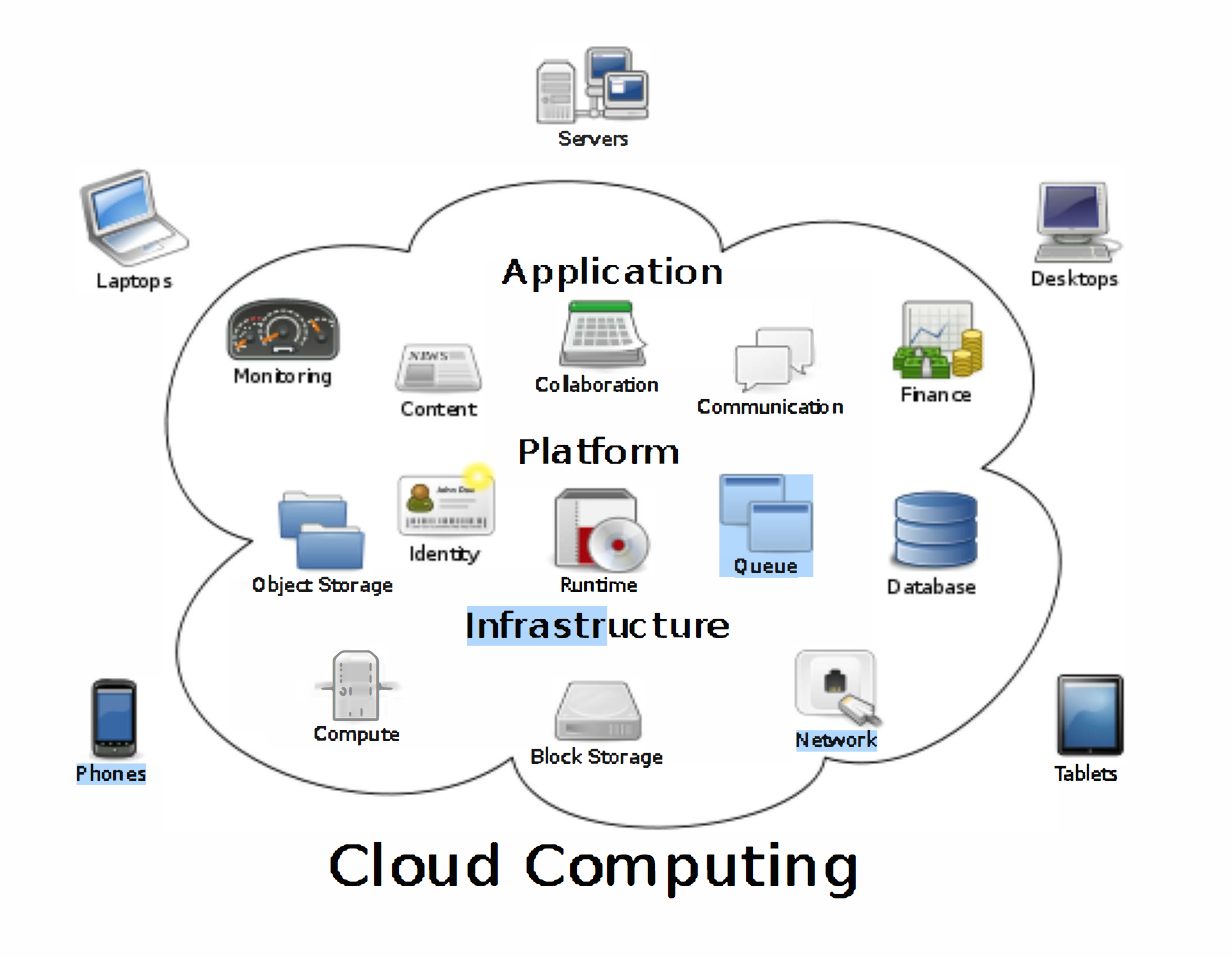 Servers
Laptops
Desktops
Application
Monitoring
NEWS
Content
Collaboration
Communication
Finance
Platform
John Doe
Object Storage
Identity
Runtime
Queue
Database
Infrastructure
Compute
Block Storage
Network
Phones
Tablets
Cloud Computing